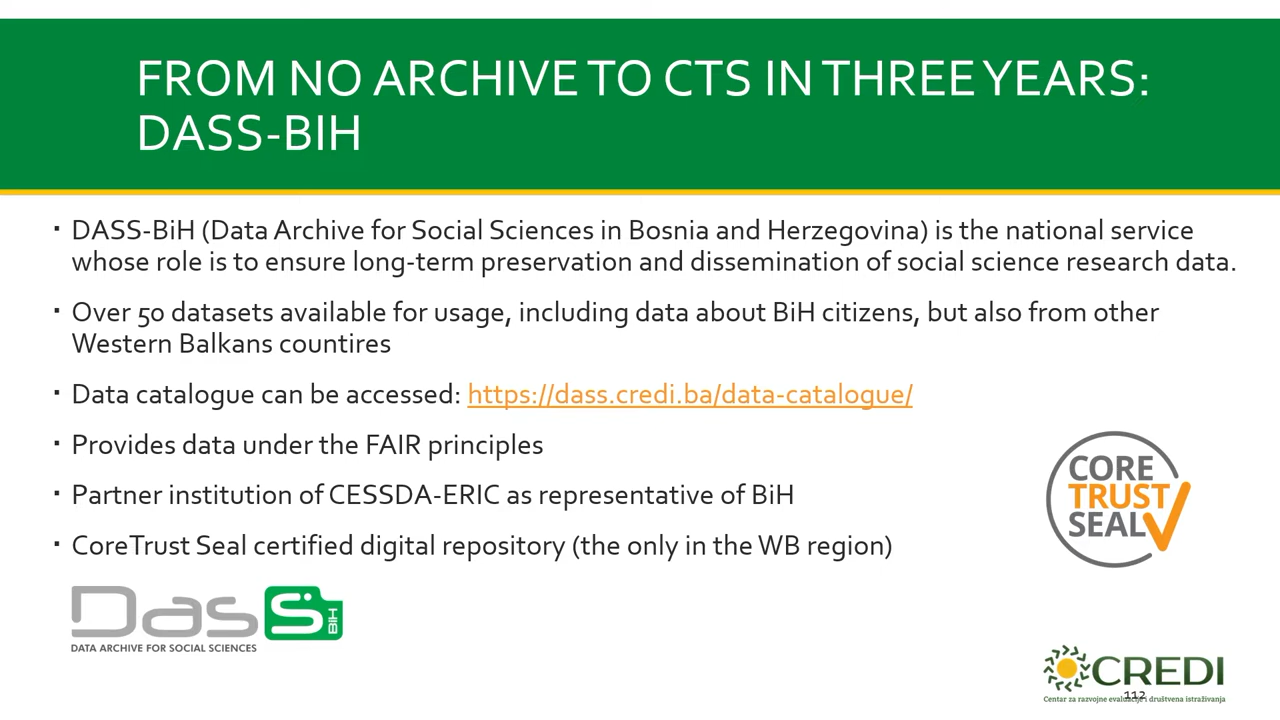 FROM NO ARCHIVE TO CTS IN THREE YEARS:
DASS-BIH
▪ DASS-BiH (Data Archive for Social Sciences in Bosnia and Herzegovina) is the national service
whose role is to ensure long-term preservation and dissemination of social science research data.
▪ Over 50 datasets available for usage, including data about BiH citizens, but also from other
Western Balkans countires
▪ Data catalogue can be accessed: https://dass.credi.ba/data-catalogue/
▪ Provides data under the FAIR principles
▪ Partner institution of CESSDA-ERIC as representative of BiH
▪ CoreTrust Seal certified digital repository (the only in the WB region)
CORE
TRUST
SEAL
DasS BIH
DATA ARCHIVE FOR SOCIAL SCIENCES
CREDI
Centar za razvojne evaluacije i društvena istraživanja
112